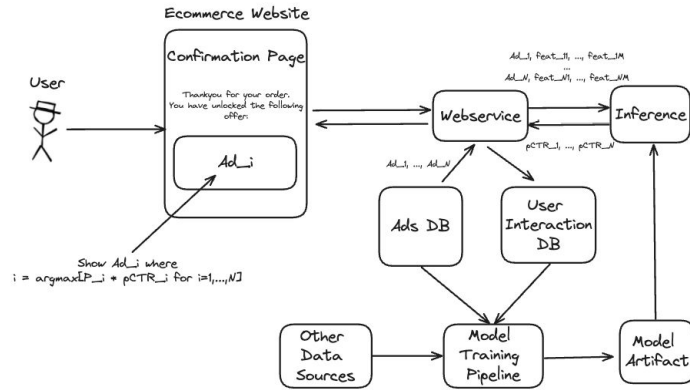 Ecommerce Website
Confirmation Page
Thankyou for your order.
You have unlocked the following
offer:
Ad_i
User
Show Ad_i where
i = argmax[P_i * pCTR_i for i=1,...,N]
Webservice
Ad_1, feat_11, ..., feat_1M
...
Ad_N, feat_N1, ..., feat_NM
Inference
pCTR_1, ..., pCTR_N
Ad_1, ..., Ad_N
Ads DB
User
Interaction
DB
Other
Data
Sources
Model
Training
Pipeline
Model
Artifact